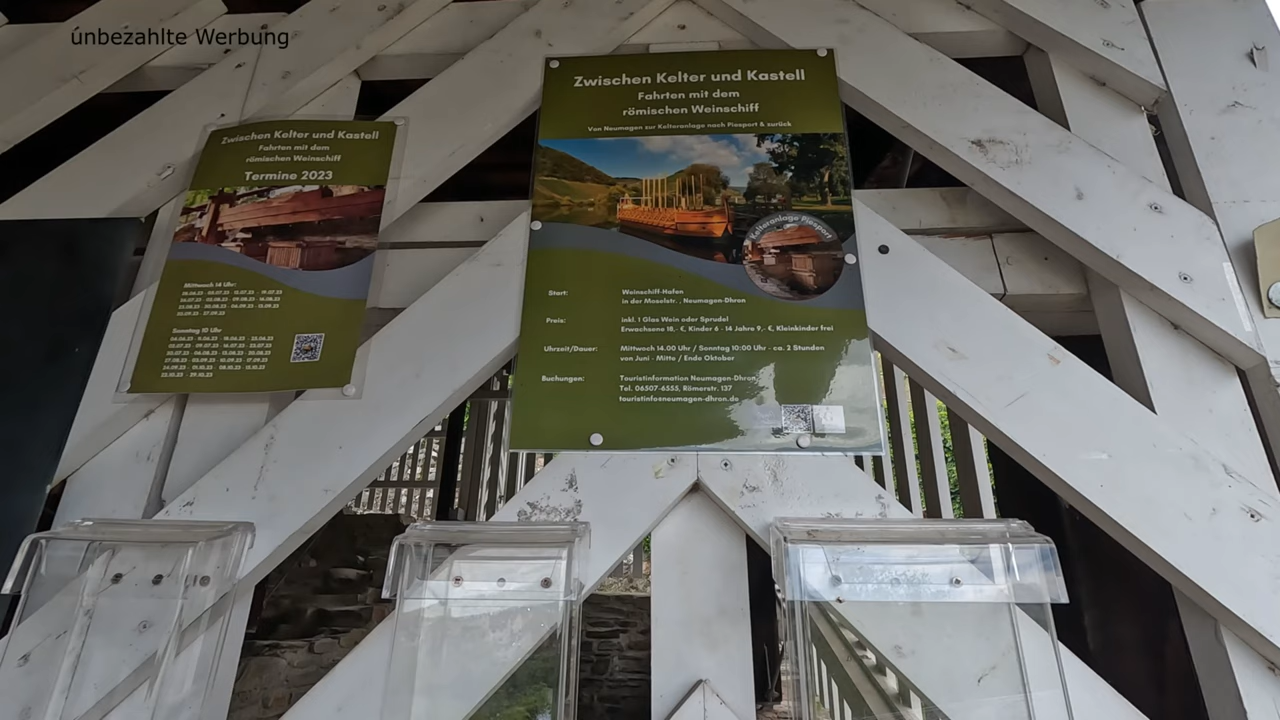 unbezahlte Werbung
Zwischen Kelter und Kastell
Fahrten mit dem
römischen Weinschiff
Termine 2023
Mittwoch 14 Uhr:
Sonntag 10 Uhr
Zwischen Kelter und Kastell
Fahrten mit dem
römischen Weinschiff
Von Neumagen zur Kelteranlage nach Piesport & zurück
Kelteranlage Piesport
Start: Weinschiff-Hafen
in der Moselstr. , Neumagen-Dhron
Preis: inkl. 1 Glas Wein oder Sprudel
Erwachsene 18,- €, Kinder 6 - 14 Jahre 9,- €, Kleinkinder frei
Uhrzeit/Dauer: Mittwoch 14.00 Uhr / Sonntag 10:00 Uhr - ca. 2 Stunden
von Juni - Mitte / Ende Oktober
Buchungen: Touristinformation Neumagen-Dhron,
Tel. 06507-6555, Römerstr. 137
touristinfo@neumagen-dhron.de